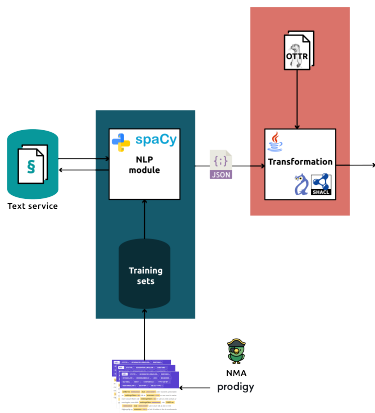 OTTR
spaCy
NLP
module
§
Text service
{;}
JSON
Transformation
SHACL
Training
sets
NMA
prodigy